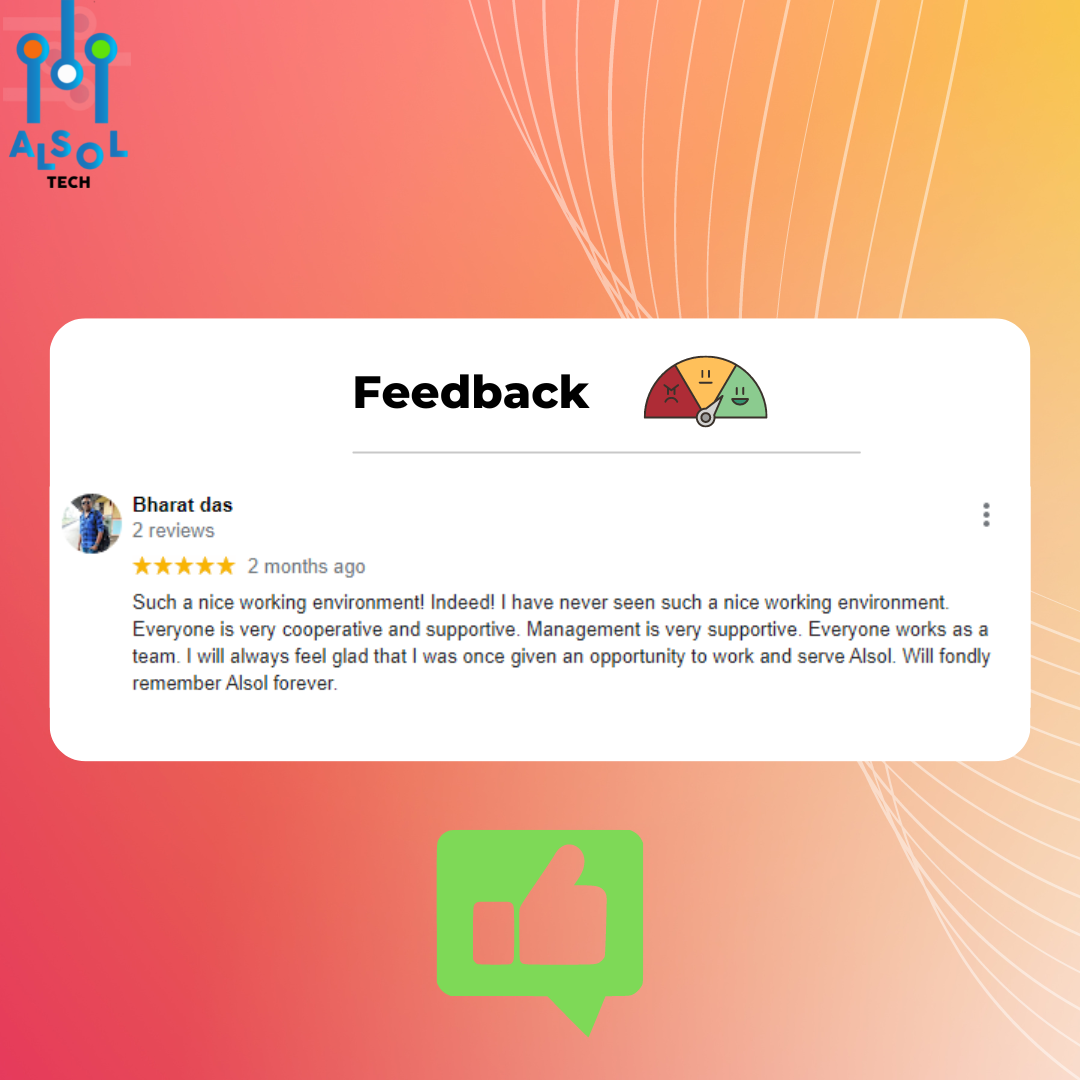 ALSOL
TECH
Feedback
Bharat das
2 reviews
2 months ago
Such a nice working environment! Indeed! I have never seen such a nice working environment.
Everyone is very cooperative and supportive. Management is very supportive. Everyone works as a
team. I will always feel glad that I was once given an opportunity to work and serve Alsol. Will fondly
remember Alsol forever.